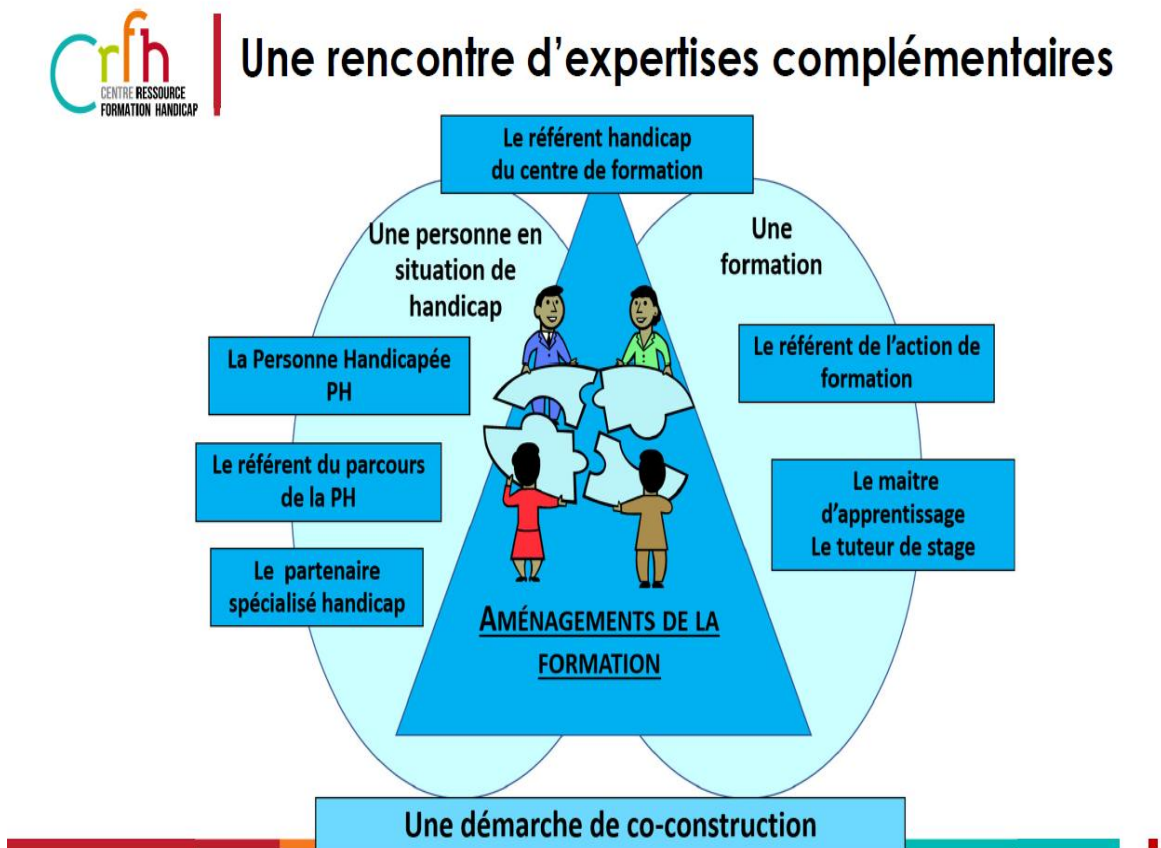 Crfh
CENTRE RESSOURCE
FORMATION HANDICAP
Une rencontre d'expertises complémentaires
Le référent handicap
du centre de formation
Une personne en
situation de
handicap
Une
formation
La Personne Handicapée
PH
Le référent du parcours
de la PH
Le partenaire
spécialisé handicap
Le référent de l'action de
formation
Le maitre
d'apprentissage
Le tuteur de stage
AMÉNAGEMENTS DE LA
FORMATION
Une démarche de co-construction